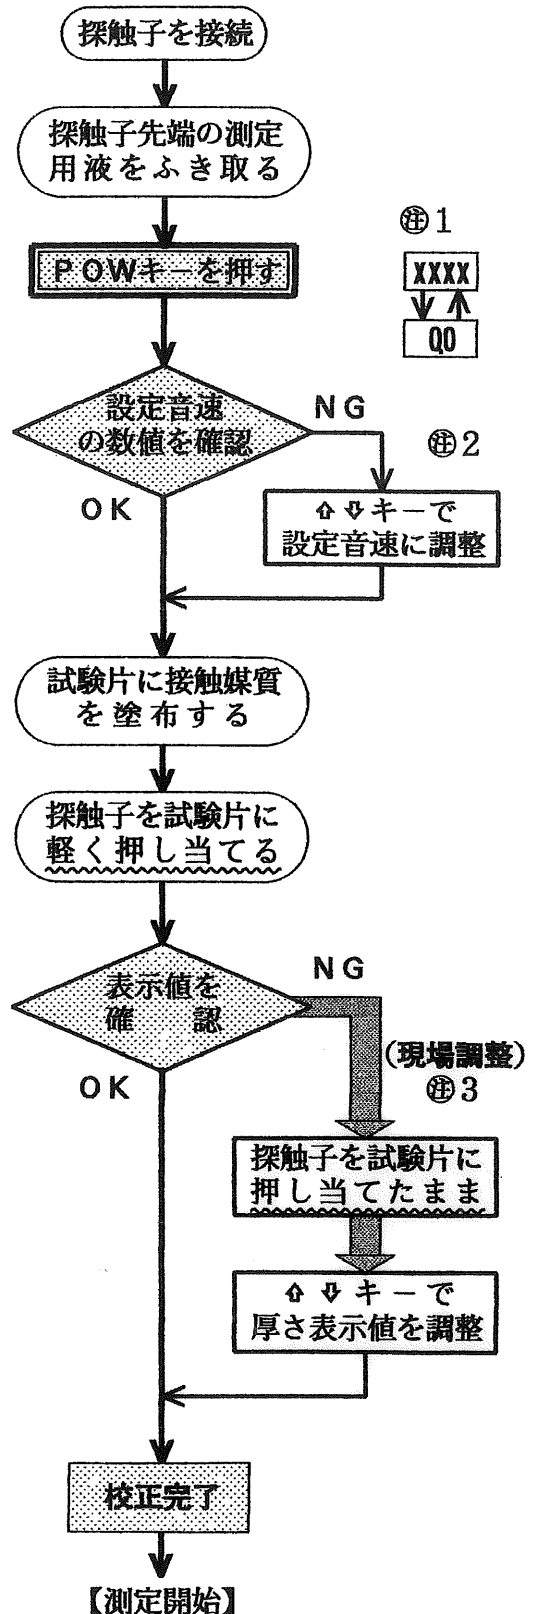 探触子を接続
探触子先端の測定
用液をふき取る
POWキーを押す
㊟1
XXXX
QO
設定音速
の数値を確認
NG
㊟2
OK
⇧⇩キーで
設定音速に調整
試験片に接触媒質
を塗布する
探触子を試験片に
軽く押し当てる
NG
表示値を
確認
(現場調整)
OK
㊟3
探触子を試験片に
押し当てたまま
⇧⇩キーで
厚さ表示値を調整
校正完了
【測定開始】